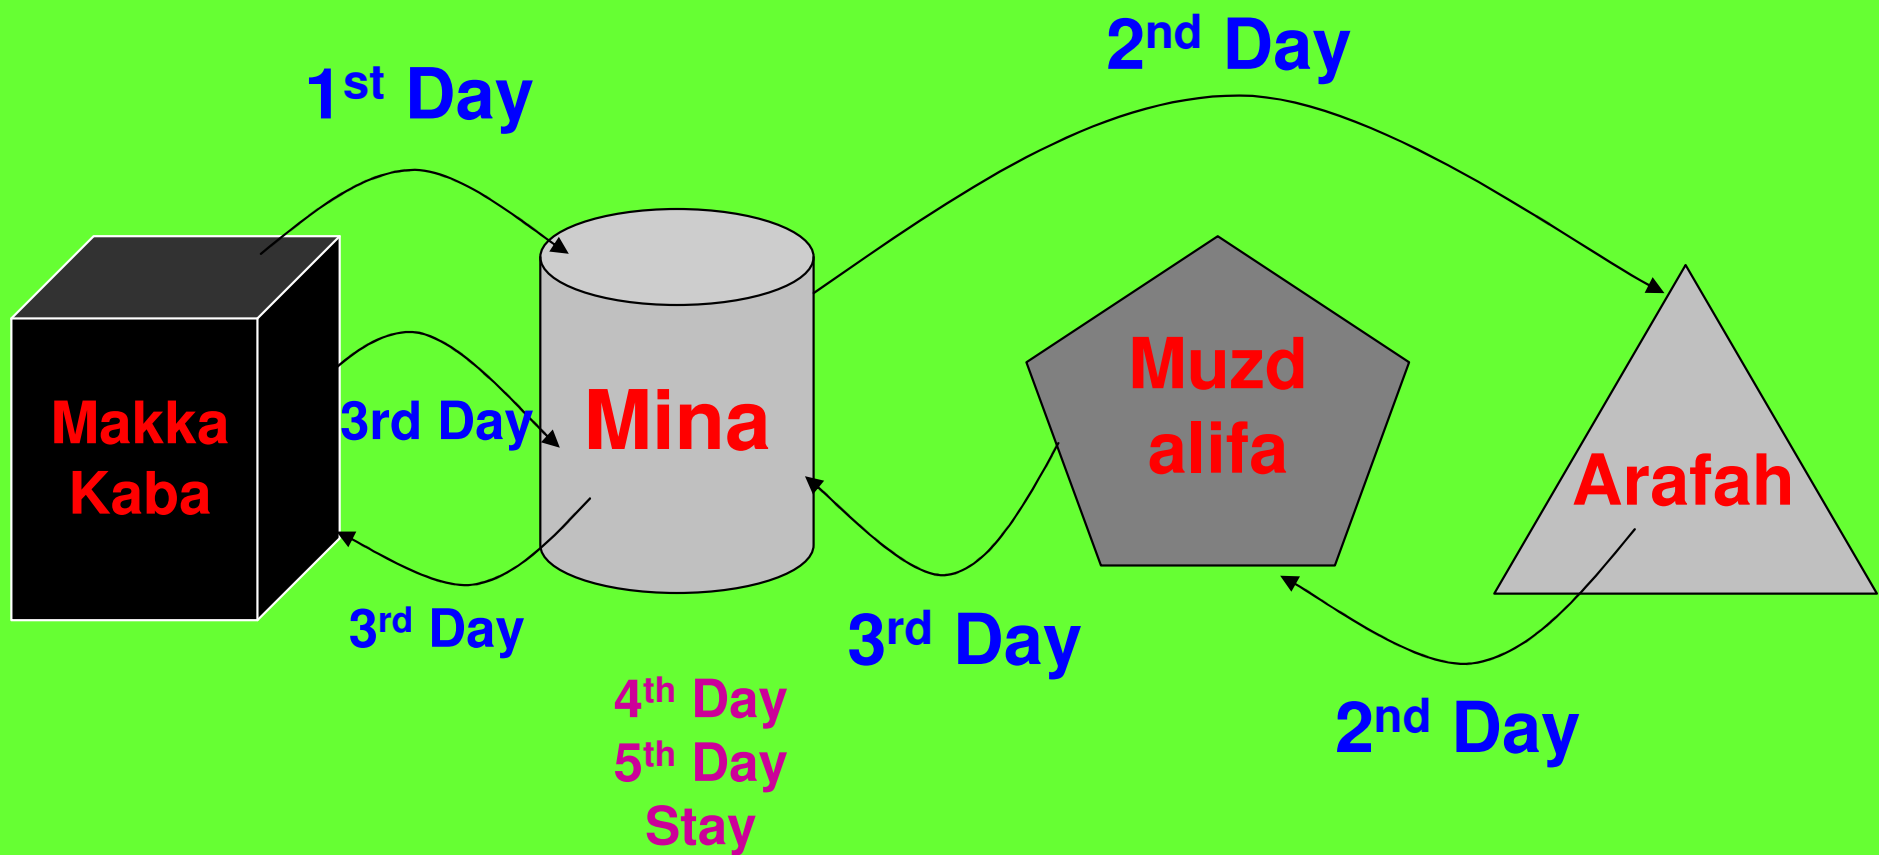 2nd Day
1st Day
Makka
Kaba
3rd Day
Mina
Muzd
alifa
Arafah
3rd Day
3rd Day
2nd Day
4th Day
5th Day
Stay